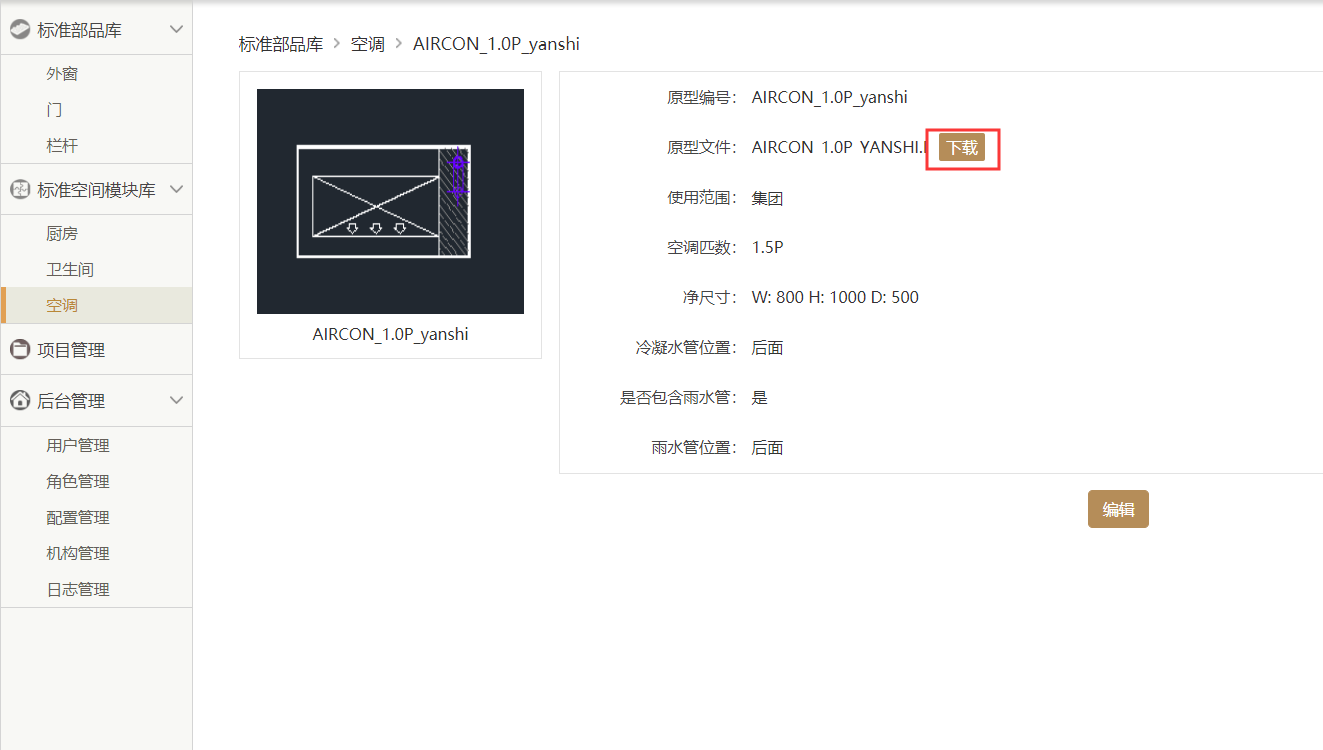 标准部品库
外窗
门
栏杆
标准空间模块库
厨房
卫生间
空调
项目管理
后台管理
用户管理
角色管理
配置管理
机构管理
日志管理
标准部品库 > 空调 > AIRCON_1.0P_yanshi
AIRCON_1.0P_yanshi
原型编号： AIRCON_1.0P_yanshi
原型文件： AIRCON 1.0P YANSHI. 下载
使用范围： 集团
空调匹数： 1.5P
净尺寸： W: 800 H: 1000 D: 500
冷凝水管位置： 后面
是否包含雨水管： 是
雨水管位置： 后面
编辑